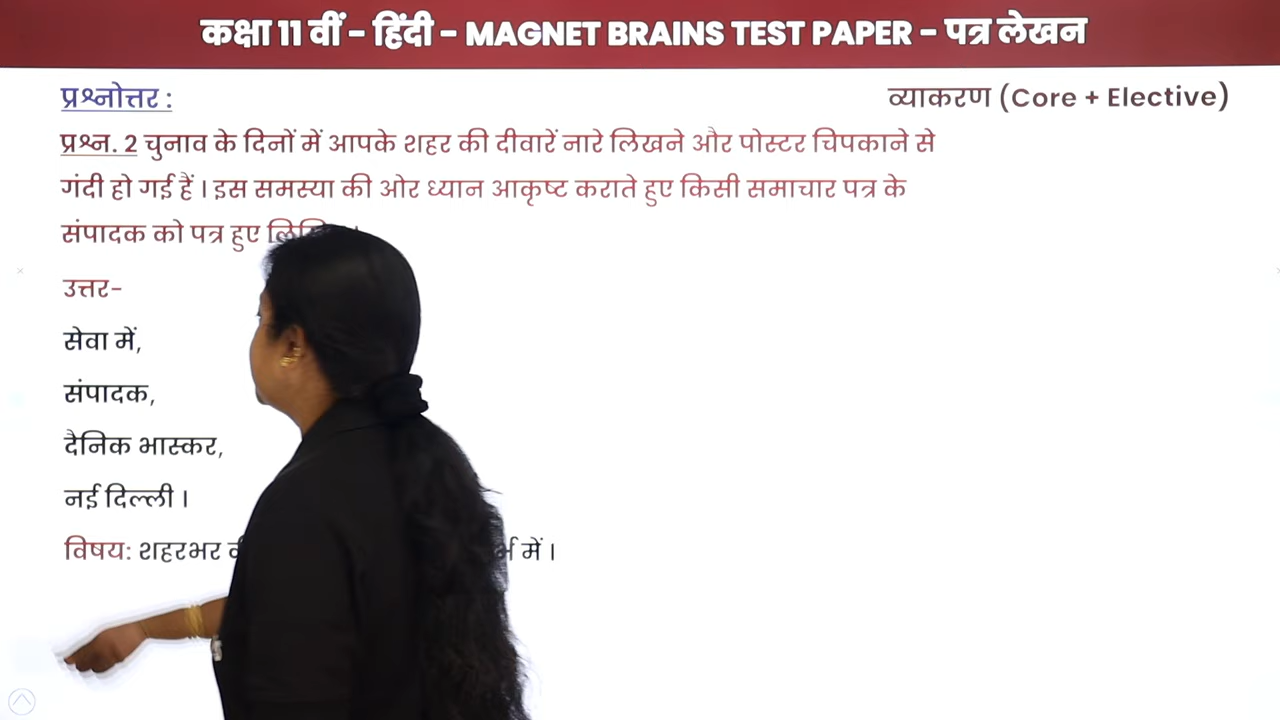 कक्षा 11 वीं - हिंदी - MAGNET BRAINS TEST PAPER - पत्र लेखन
प्रश्नोत्तर :
व्याकरण (Core + Elective)
प्रश्न. 2 चुनाव के दिनों में आपके शहर की दीवारें नारे लिखने और पोस्टर चिपकाने से
गंदी हो गई हैं । इस समस्या की ओर ध्यान आकृष्ट कराते हुए किसी समाचार पत्र के
संपादक को पत्र हुए
उत्तर-
सेवा में,
संपादक,
दैनिक भास्कर,
नई दिल्ली ।
विषय: शहरभर में ।